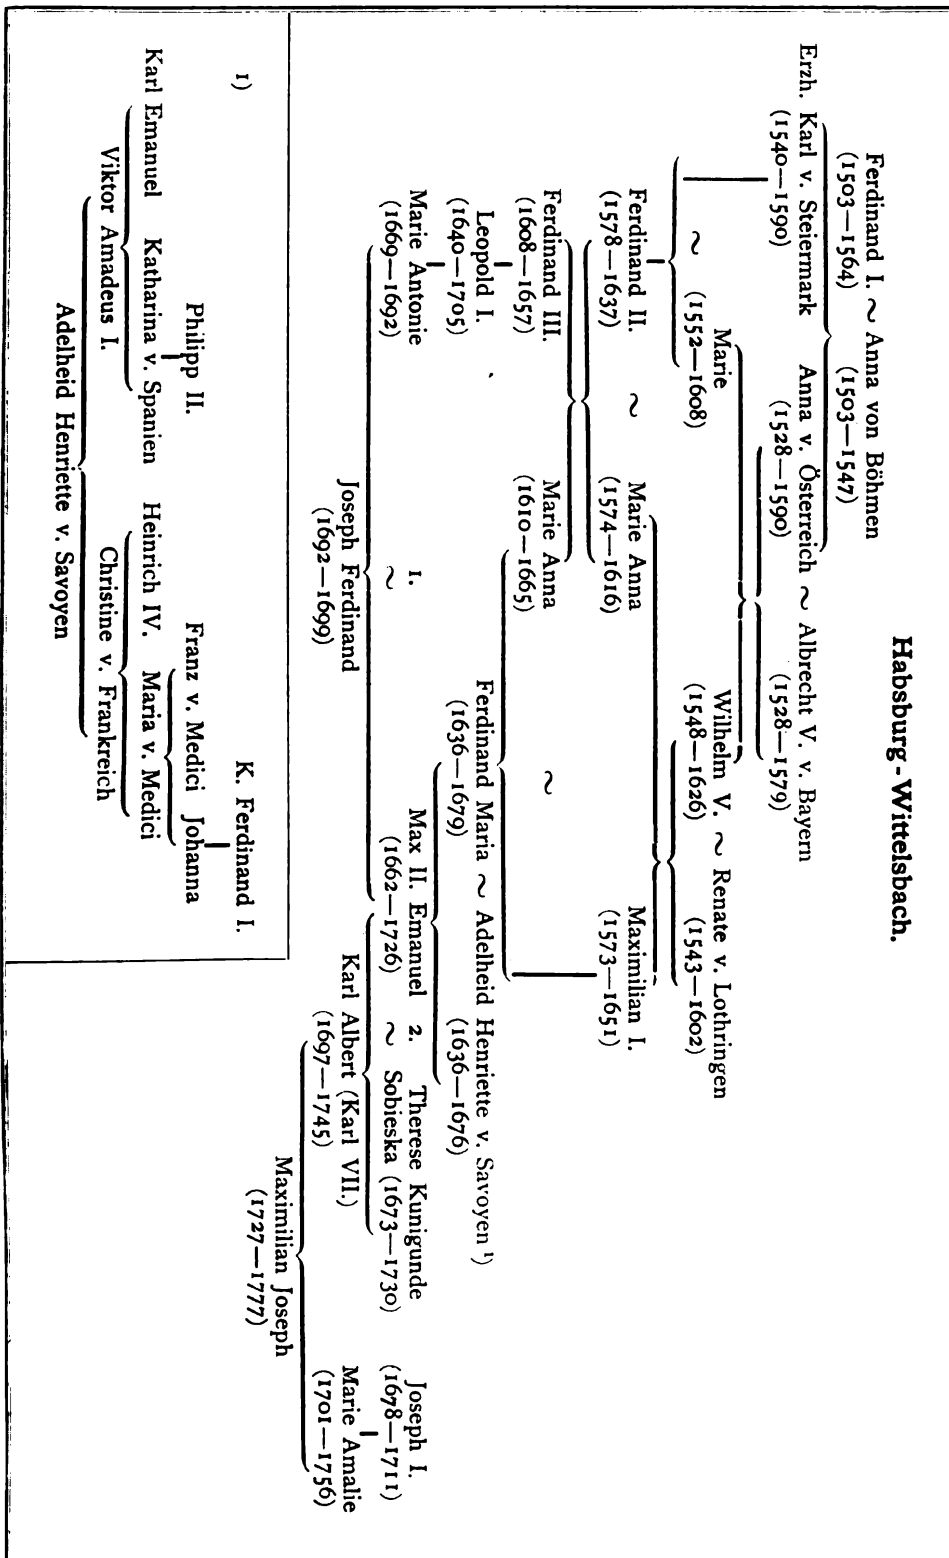 Habsburg-Wittelsbach.
Ferdinand I. ~ Anna von Böhmen
(1503—1564) (1503—1547)
Erzh. Karl v. Steiermark Anna v. Österreich ~ Albrecht V. v. Bayern
(1540—1590) (1528—1590) (1528—1579)
Marie Wilhelm V. ~ Renate v. Lothringen
~ (1552—1608) (1548—1626) (1543—1602)
Ferdinand II. ~ Marie Anna Maximilian I.
(1578—1637) (1574—1616) (1573—1651)
Ferdinand III. Marie Anna ~
(1608—1657) (1610—1665)
Leopold I. Ferdinand Maria ~ Adelheid Henriette v. Savoyen ¹)
(1640—1705) (1636—1679) (1636—1676)
Marie Antonie 1. Max II. Emanuel 2. Therese Kunigunde Joseph I.
(1669—1692) ~ (1662—1726) ~ Sobieska (1673—1730) (1678—1711)
Joseph Ferdinand Karl Albert (Karl VII.) Marie Amalie
(1692—1699) (1697—1745) (1701—1756)
Maximilian Joseph
(1727—1777)
1) K. Ferdinand I.
Philipp II. Franz v. Medici Johanna
Karl Emanuel Katharina v. Spanien Heinrich IV. Maria v. Medici
Viktor Amadeus I. Christine v. Frankreich
Adelheid Henriette v. Savoyen